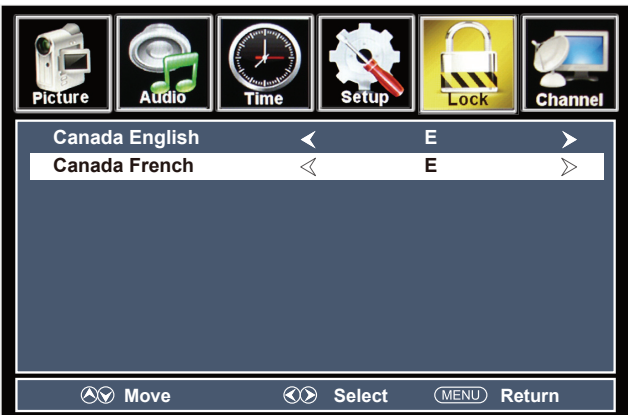 Picture Audio Time Setup Lock Channel
Canada English E
Canada French E
Move Select MENU Return